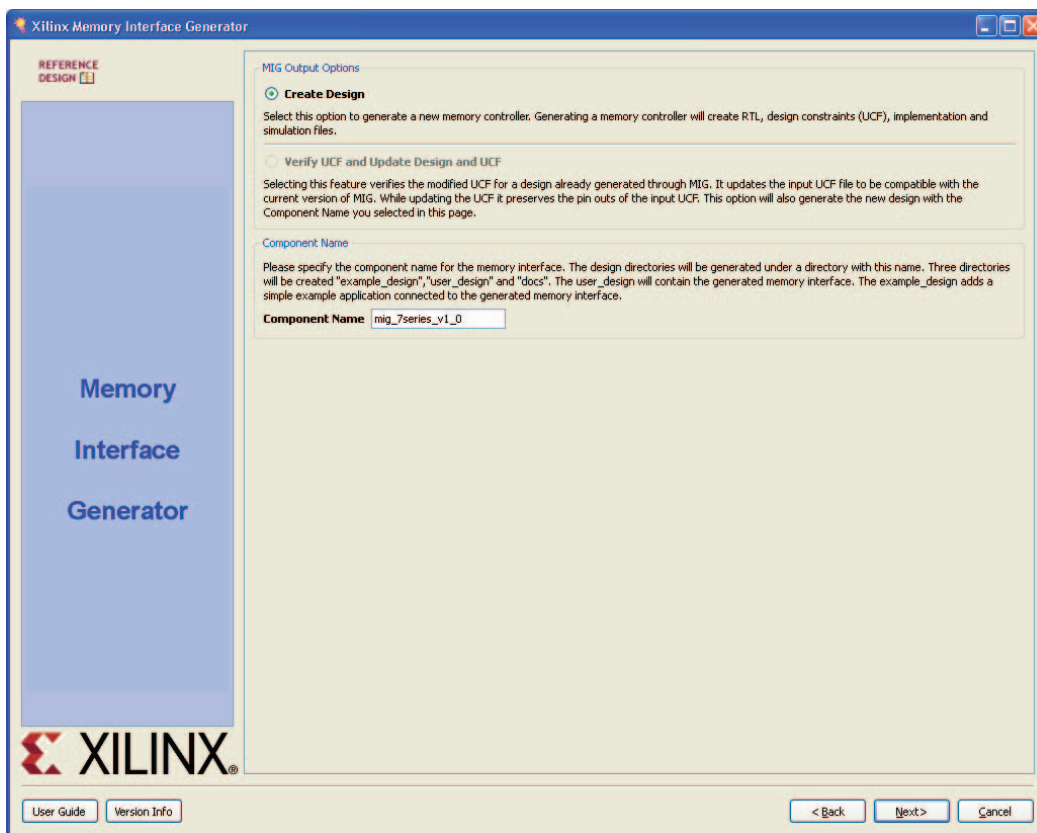 Xilinx Memory Interface Generator
REFERENCE
DESIGN
MIG Output Options
Create Design
Select this option to generate a new memory controller. Generating a memory controller will create RTL, design constraints (UCF), implementation and
simulation files.
Verify UCF and Update Design and UCF
Selecting this feature verifies the modified UCF for a design already generated through MIG. It updates the input UCF file to be compatible with the
current version of MIG. While updating the UCF it preserves the pin outs of the input UCF. This option will also generate the new design with the
Component Name you selected in this page.
Component Name
Please specify the component name for the memory interface. The design directories will be generated under a directory with this name. Three directories
will be created "example_design","user_design" and "docs". The user_design will contain the generated memory interface. The example_design adds a
simple example application connected to the generated memory interface.
Component Name mig_7series_v1_0
Memory
Interface
Generator
XILINX®
User Guide Version Info < Back Next> Cancel